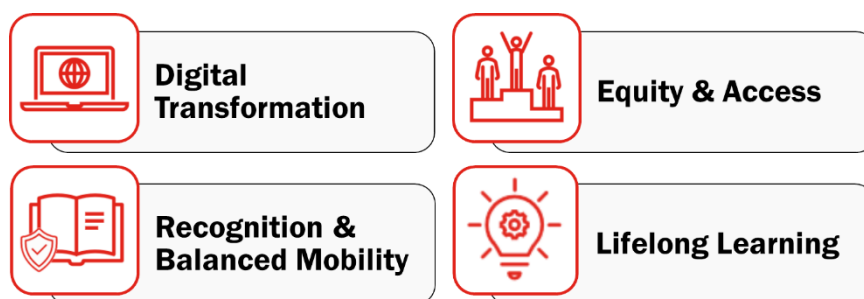 Digital
Transformation
Equity & Access
Recognition &
Balanced Mobility
Lifelong Learning